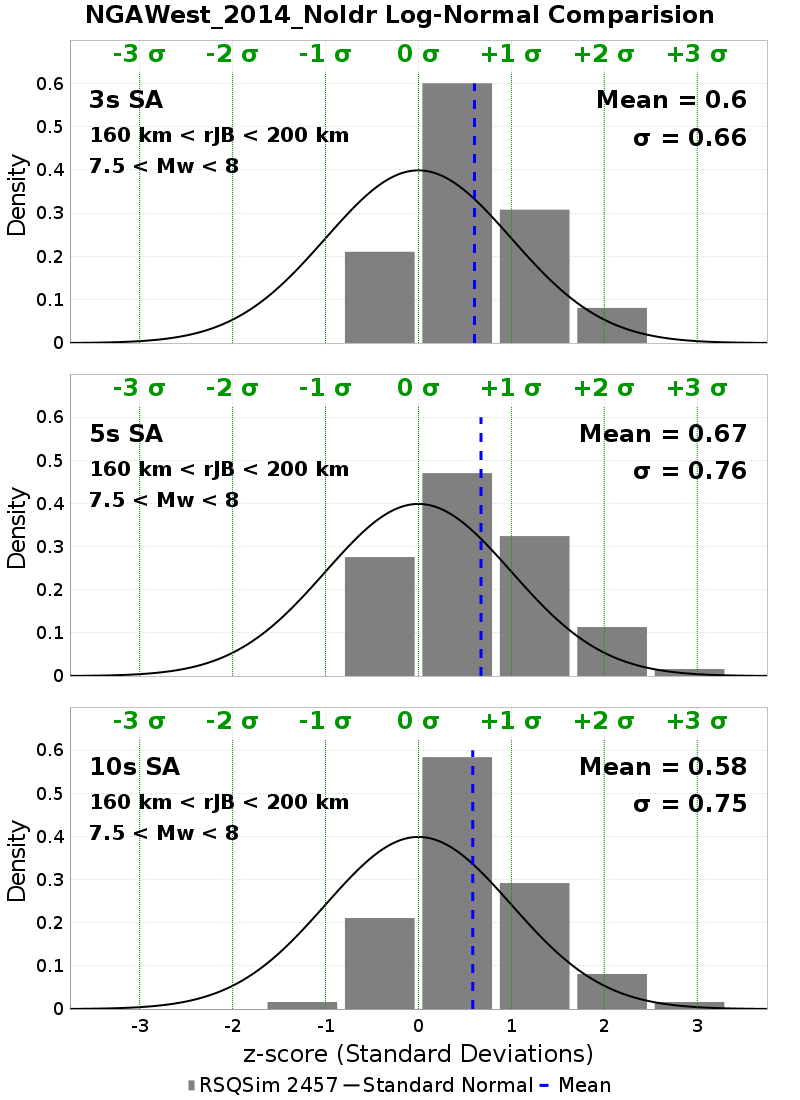 NGAWest_2014_NoIdr Log-Normal Comparision
-3 σ -2 σ -1 σ 0 σ +1 σ +2 σ +3 σ
0.6
3s SA
Mean = 0.6
0.5
160 km < rJB < 200 km
σ = 0.66
0.4
7.5 < Mw < 8
0.3
0.2
0.1
0
Density
-3 σ -2 σ -1 σ 0 σ +1 σ +2 σ +3 σ
0.6
5s SA
Mean = 0.67
0.5
160 km < rJB < 200 km
σ = 0.76
0.4
7.5 < Mw < 8
0.3
0.2
0.1
0
Density
-3 σ -2 σ -1 σ 0 σ +1 σ +2 σ +3 σ
0.6
10s SA
Mean = 0.58
0.5
160 km < rJB < 200 km
σ = 0.75
0.4
7.5 < Mw < 8
0.3
0.2
0.1
0
Density
-3 -2 -1 0 1 2 3
z-score (Standard Deviations)
RSQSim 2457 Standard Normal Mean